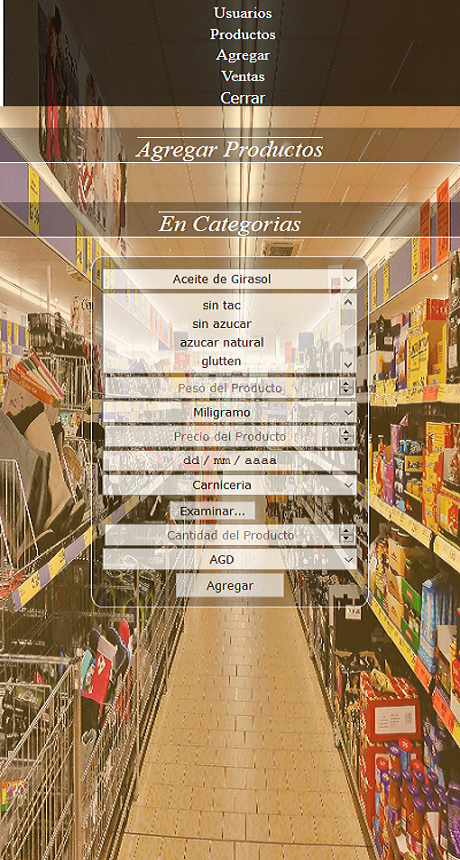 Usuarios
Productos
Agregar
Ventas
Cerrar
Agregar Productos
En Categorias
Aceite de Girasol
sin tac
sin azucar
azucar natural
glutten
Peso del Producto
Miligramo
Precio del Producto
dd / mm / aaaa
Carniceria
Examinar...
Cantidad del Producto
AGD
Agregar